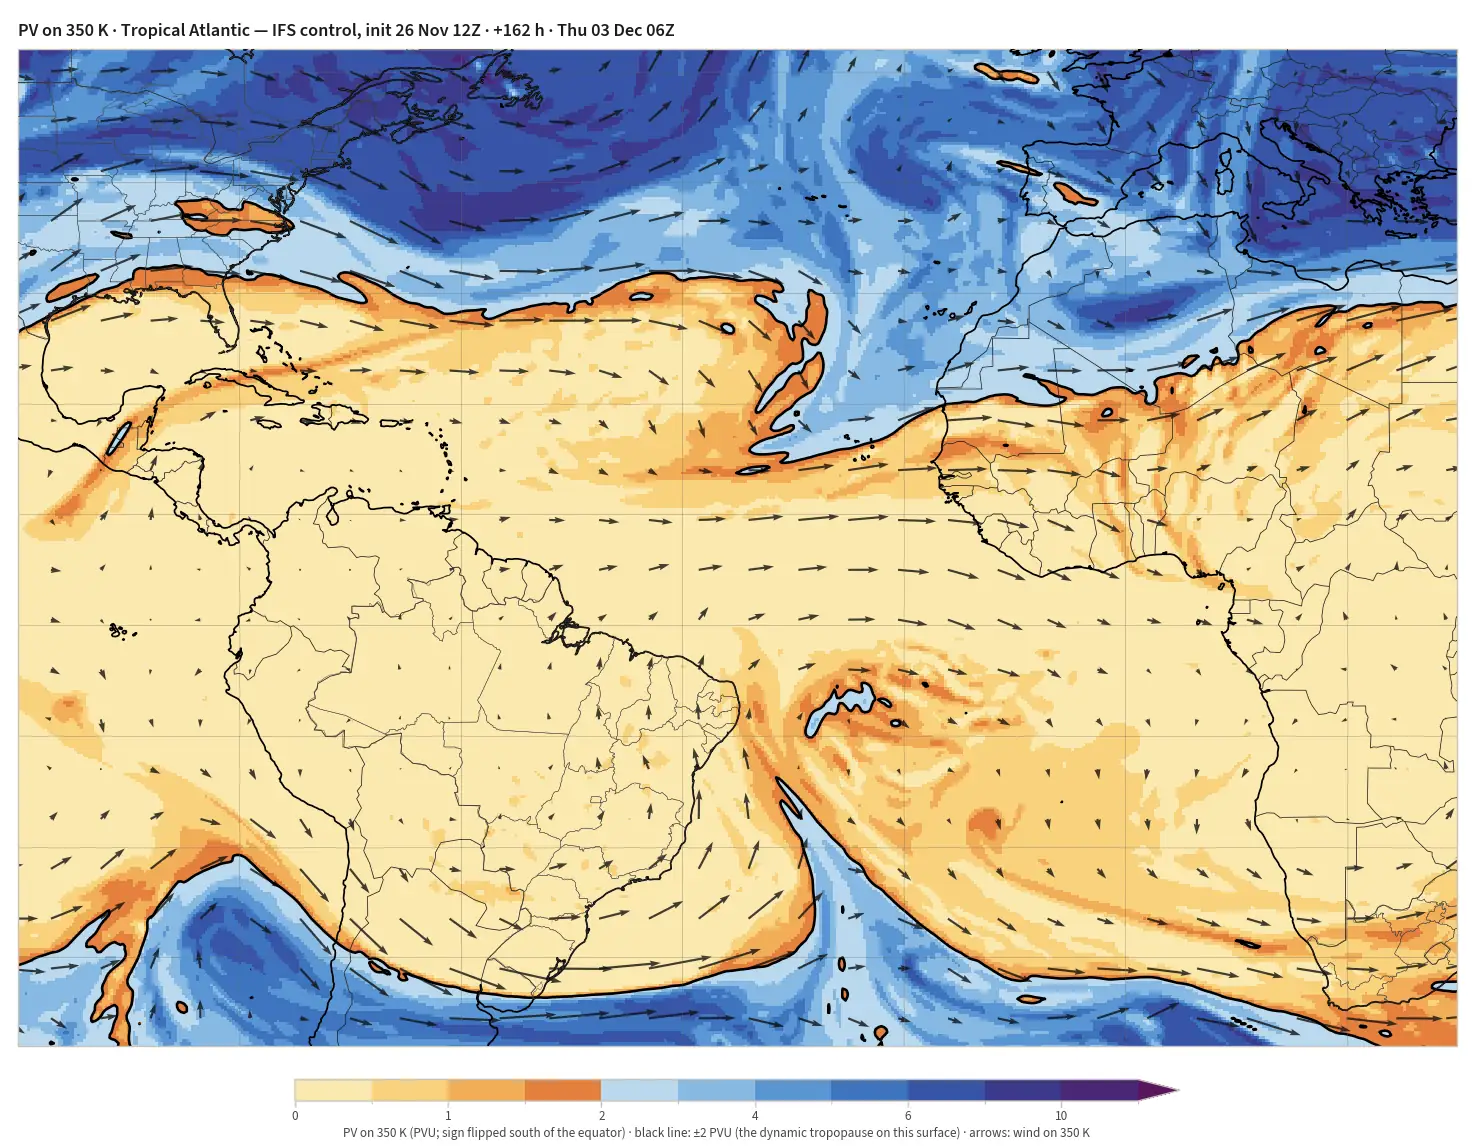 PV on 350 K · Tropical Atlantic — IFS control, init 26 Nov 12Z · +162 h · Thu 03 Dec 06Z
0 1 2 4 6 10
PV on 350 K (PVU; sign flipped south of the equator) · black line: ±2 PVU (the dynamic tropopause on this surface) · arrows: wind on 350 K